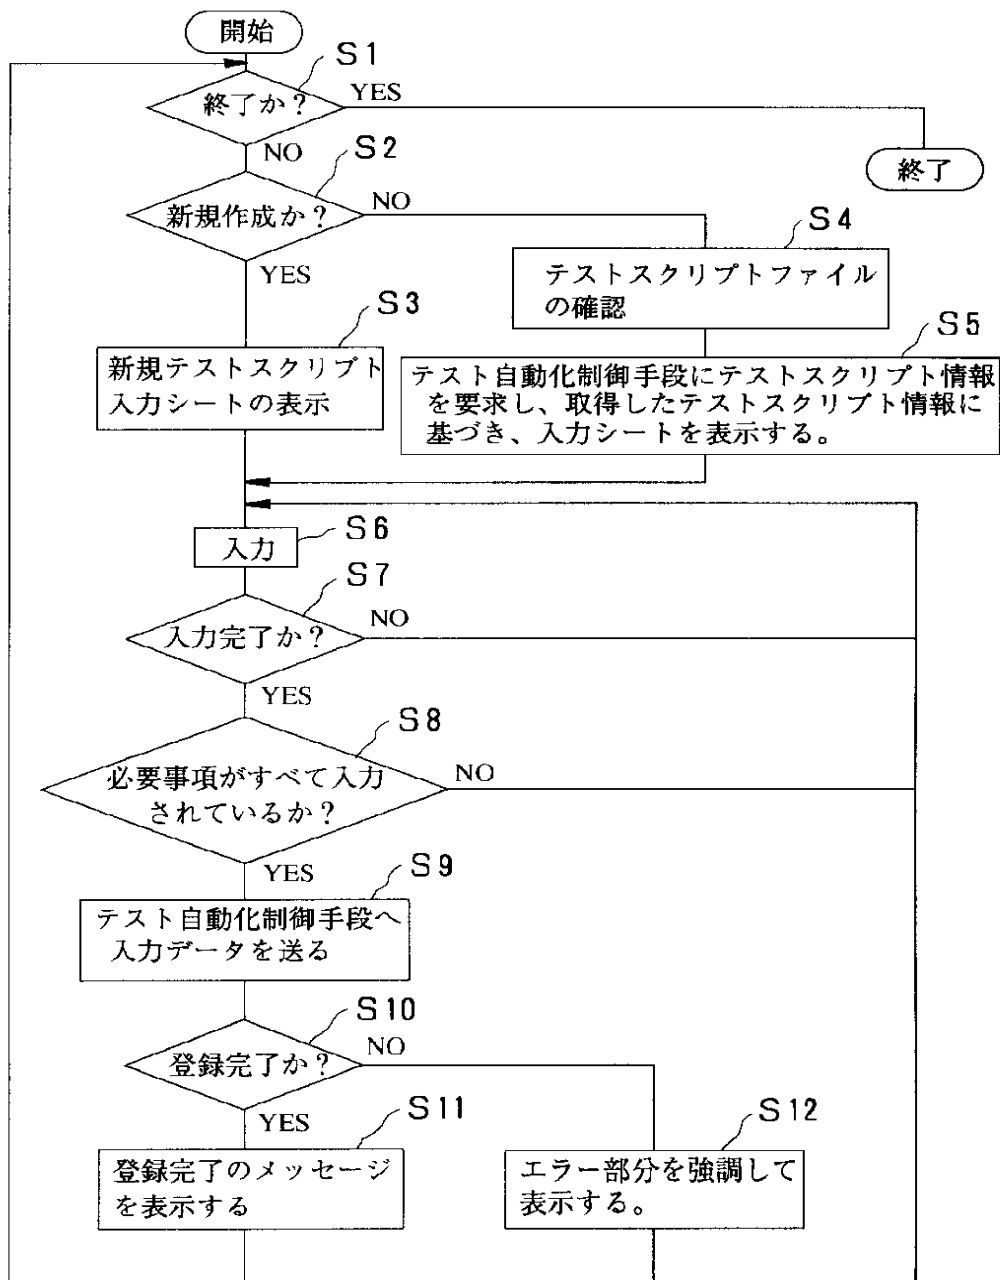 開始
S1
終了か?
YES
終了
NO
S2
新規作成か?
NO
YES
S4
テストスクリプトファイル
の確認
S3
新規テストスクリプト
入力シートの表示
S5
テスト自動化制御手段にテストスクリプト情報
を要求し、取得したテストスクリプト情報に
基づき、入力シートを表示する。
S6
入力
S7
入力完了か?
NO
YES
S8
必要事項がすべて入力
されているか?
NO
YES
S9
テスト自動化制御手段へ
入力データを送る
S10
登録完了か?
NO
YES
S11
登録完了のメッセージ
を表示する
S12
エラー部分を強調して
表示する。